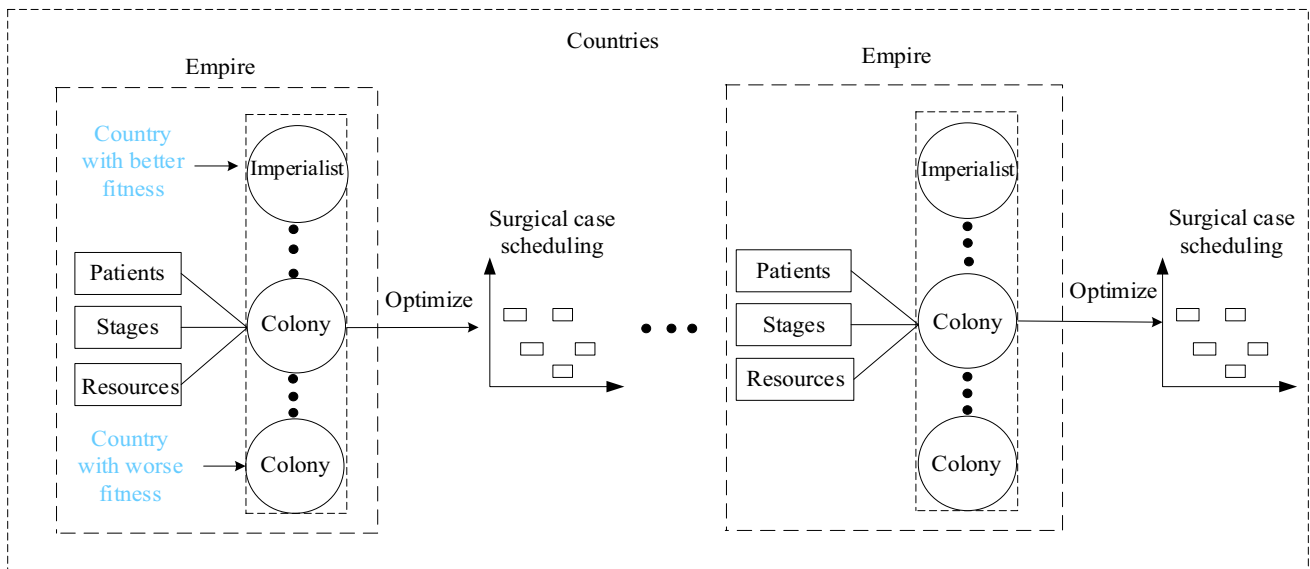 Countries
Empire
Country
with better
fitness
Imperialist
Patients
Stages
Resources
Colony
Optimize
Surgical case
scheduling
Country
with worse
fitness
Colony
Empire
Imperialist
Patients
Stages
Resources
Colony
Optimize
Surgical case
scheduling
Colony